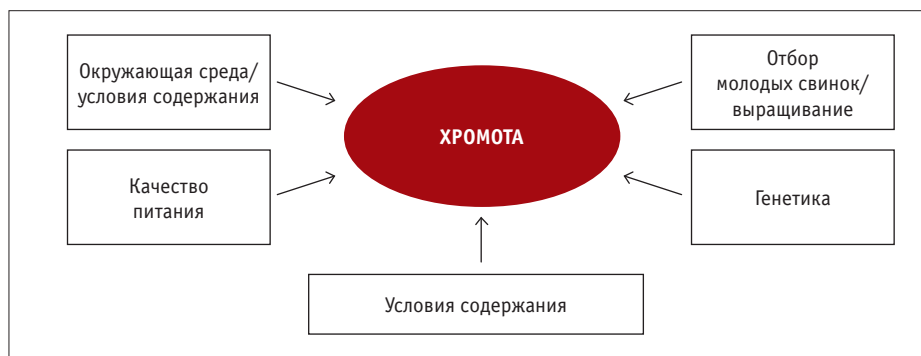 Окружающая среда/
условия содержания
Отбор
молодых свинок/
выращивание
ХРОМОТА
Качество
питания
Генетика
Условия содержания